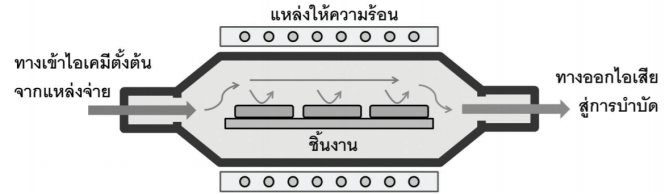 แหล่งให้ความร้อน
ทางเข้าไอเคมีตั้งต้น
จากแหล่งจ่าย
ทางออกไอเสีย
สู่การบำบัด
ชิ้นงาน